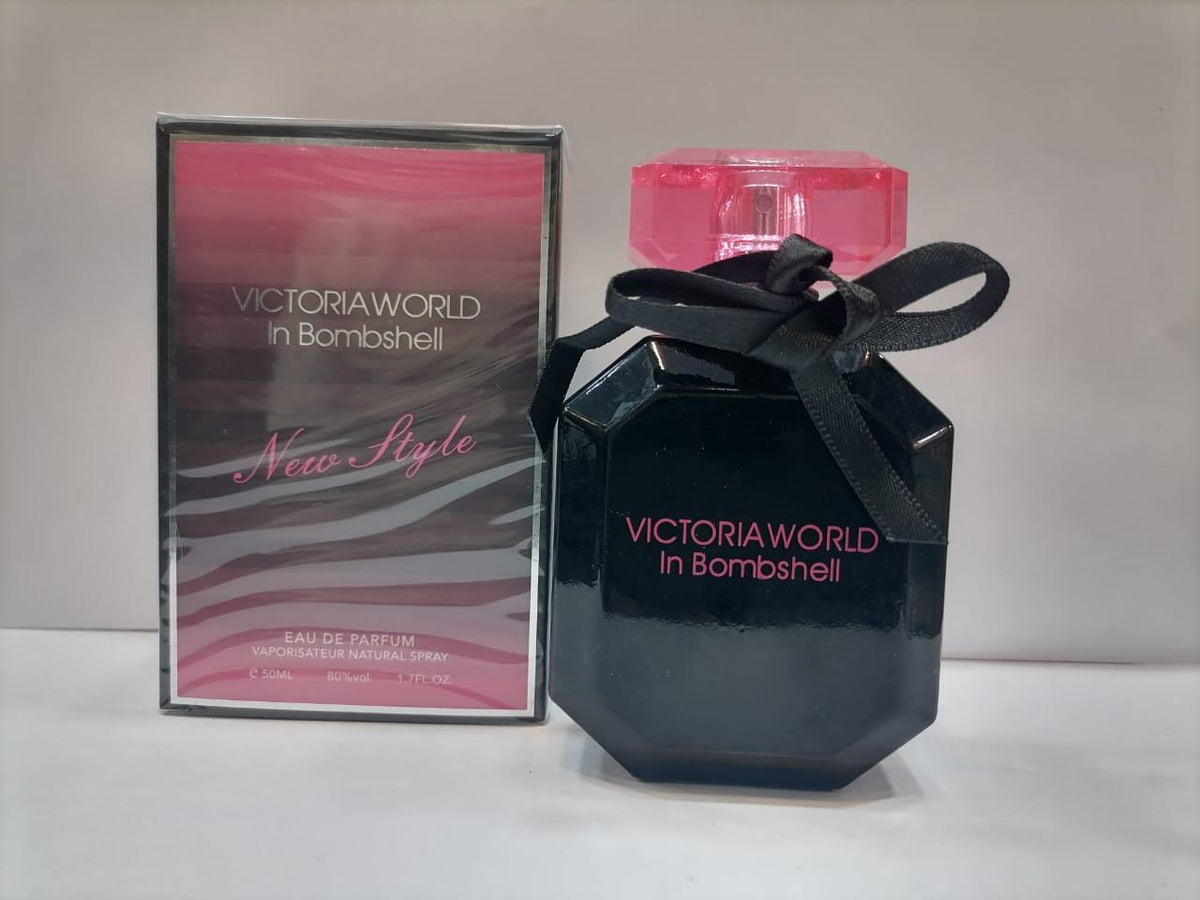 VICTORIAWORLD
In Bombshell
New Style
EAU DE PARFUM
VAPORISATEUR NATURAL SPRAY
℮ 50ML 80%vol. 1.7FL.OZ.
VICTORIAWORLD
In Bombshell